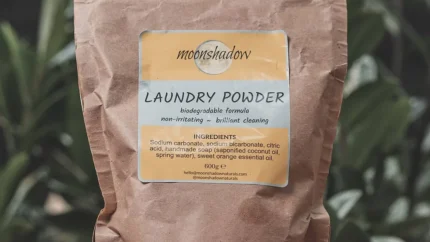 moonshadow
LAUNDRY POWDER
biodegradable formula
non-irritating – brilliant cleaning
INGREDIENTS
Sodium carbonate, sodium bicarbonate, citric
acid, handmade soap (saponified coconut oil,
spring water), sweet orange essential oil.
600g ℮